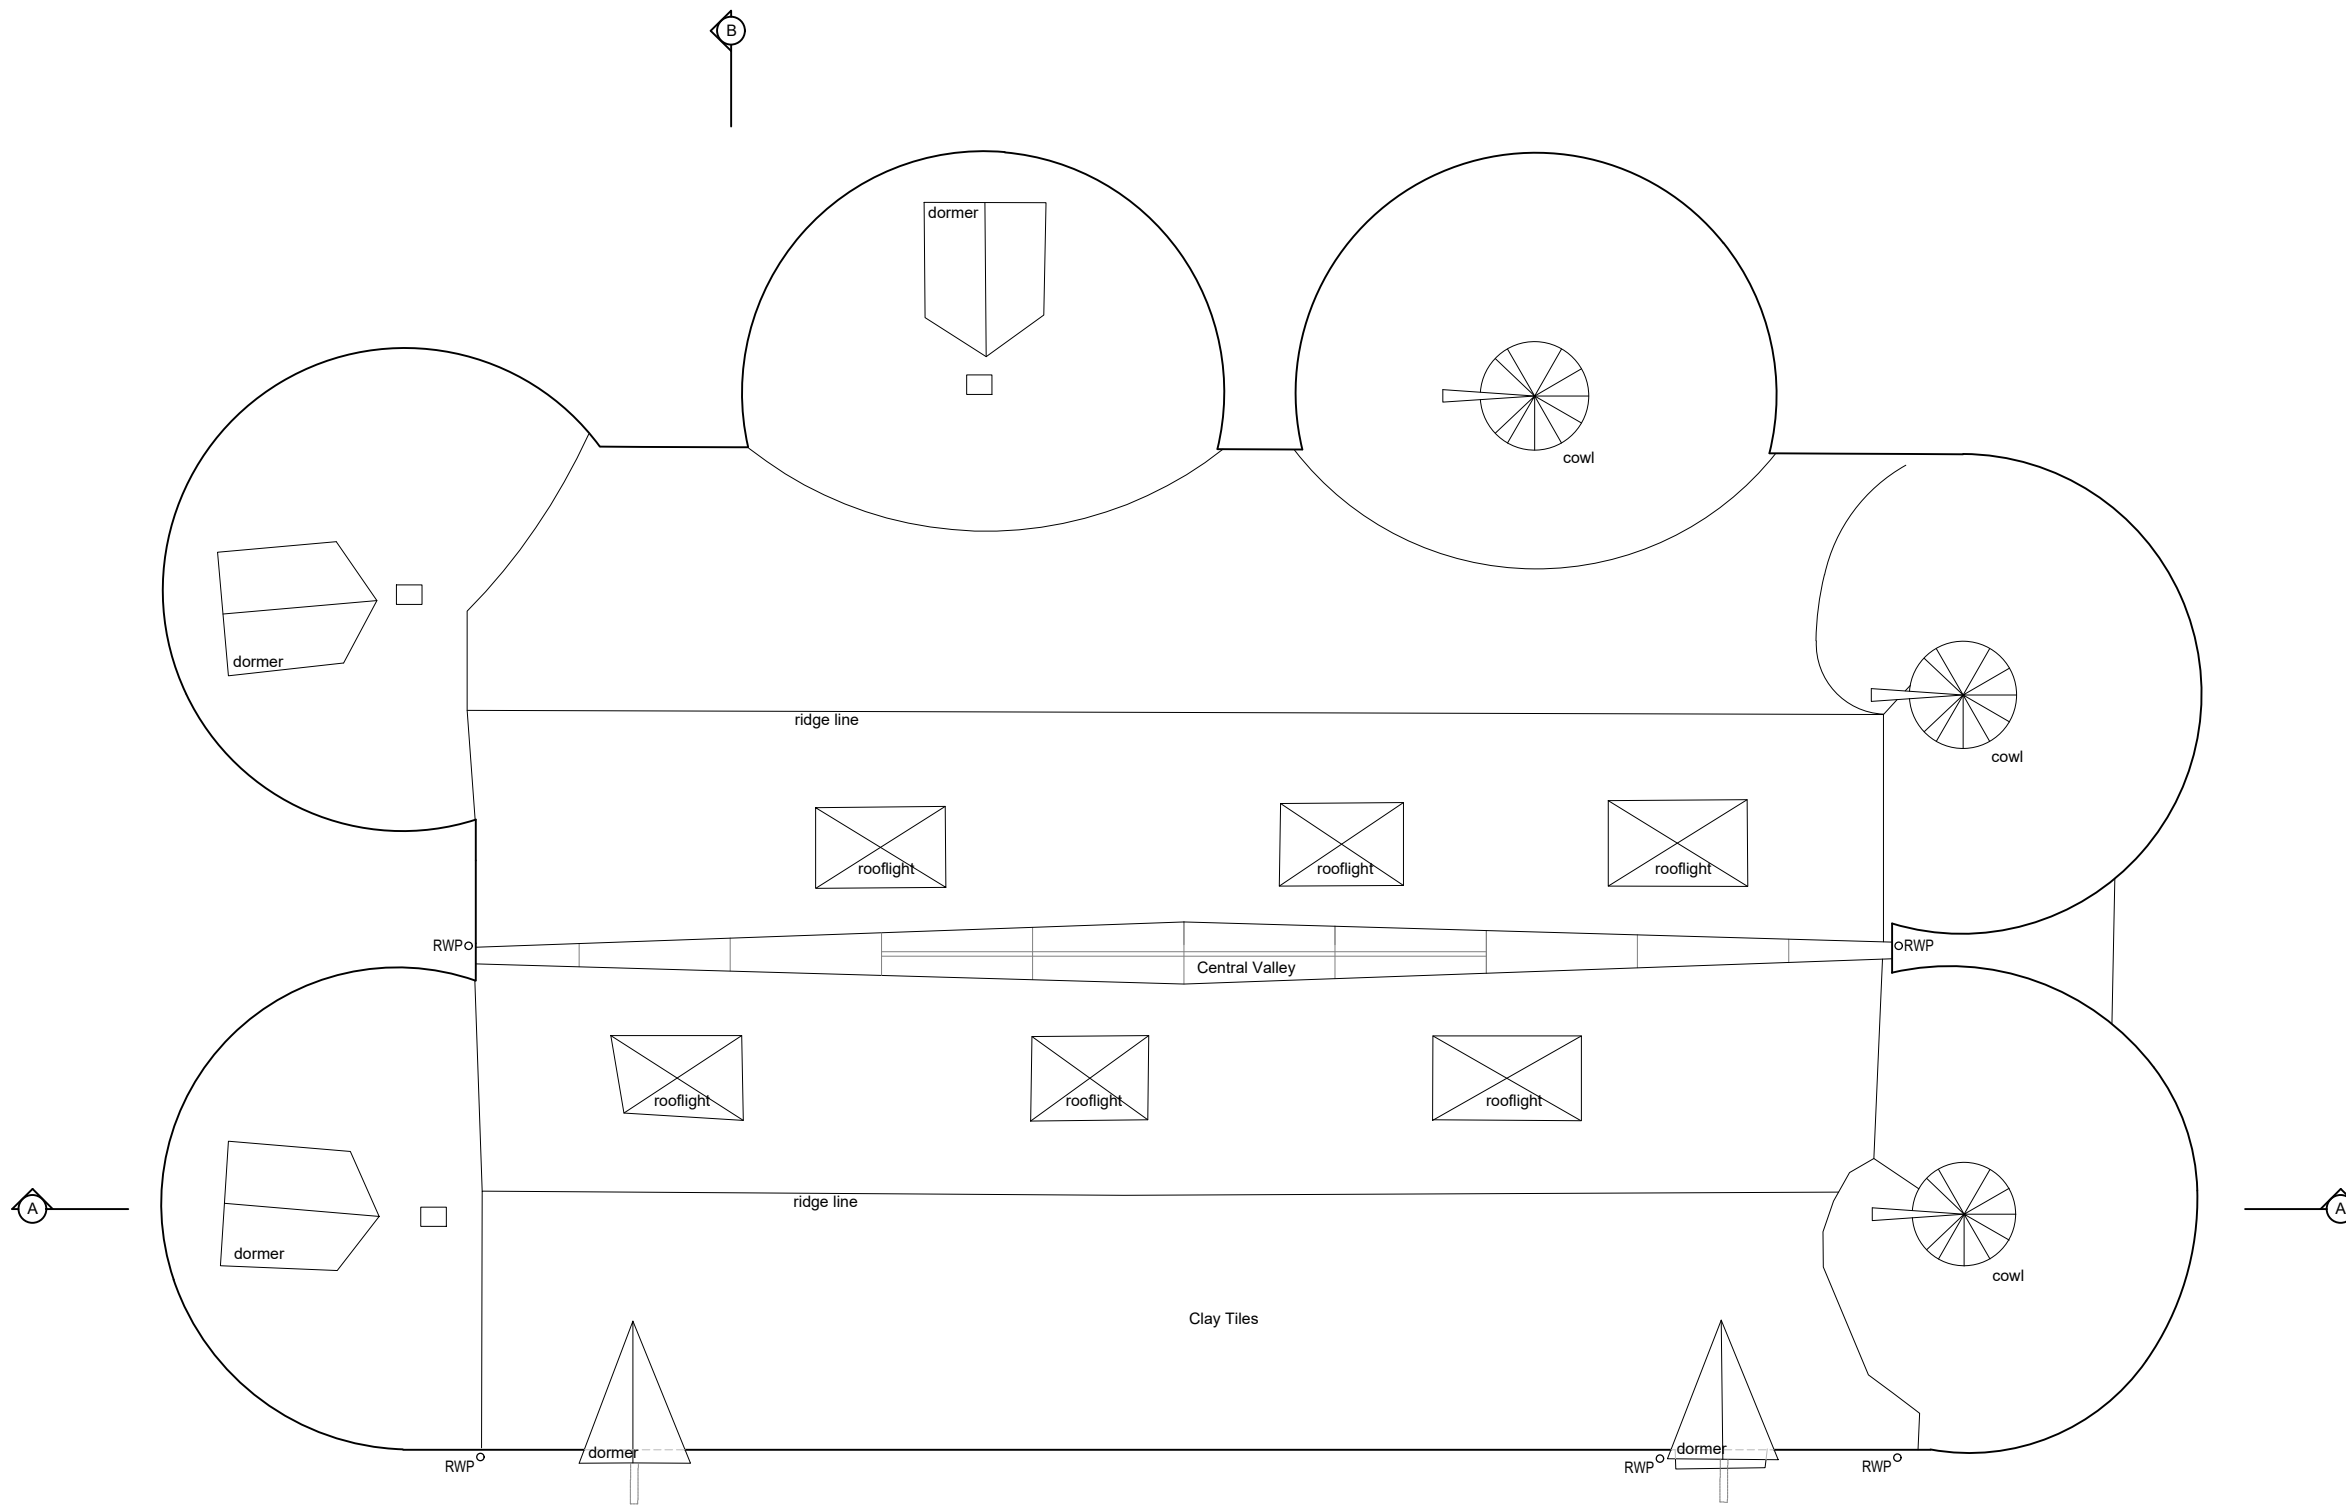 B
dormer
cowl
dormer
ridge line
cowl
rooflight
rooflight
rooflight
RWP
RWP
Central Valley
rooflight
rooflight
rooflight
ridge line
A
A
dormer
cowl
Clay Tiles
dormer
dormer
RWP
RWP
RWP